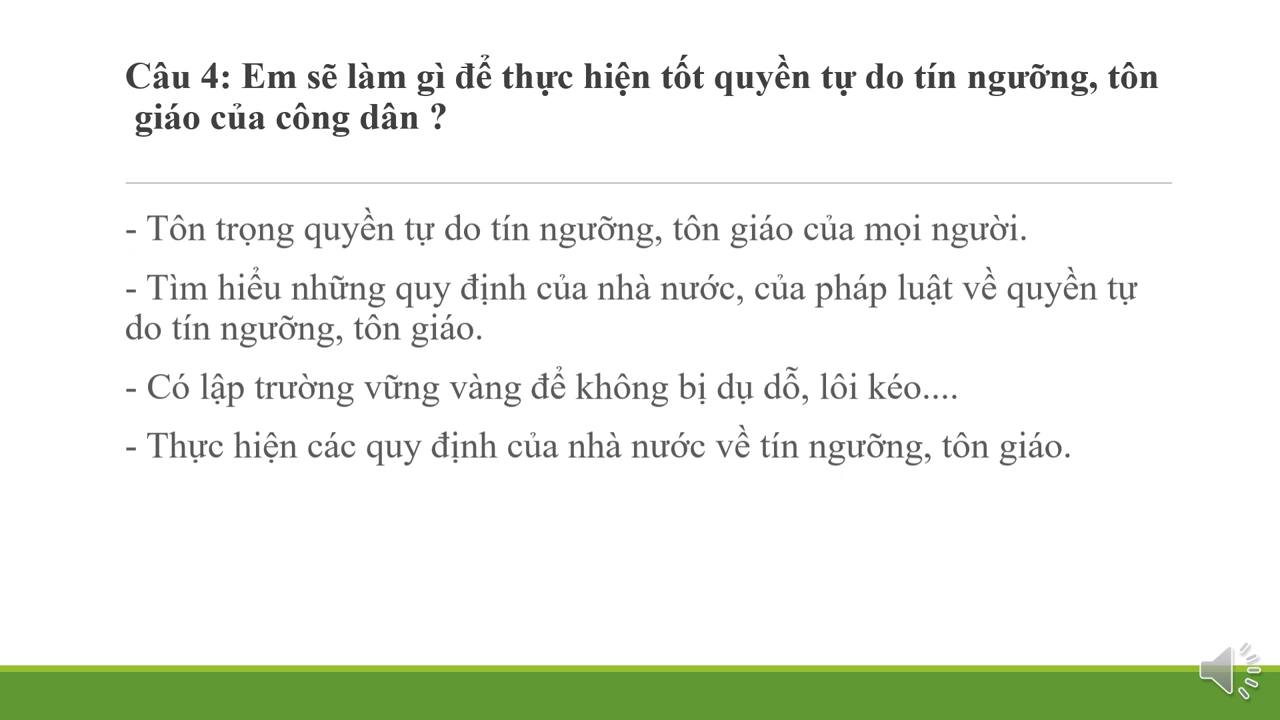 Câu 4: Em sẽ làm gì để thực hiện tốt quyền tự do tín ngưỡng, tôn
giáo của công dân ?
- Tôn trọng quyền tự do tín ngưỡng, tôn giáo của mọi người.
- Tìm hiểu những quy định của nhà nước, của pháp luật về quyền tự
do tín ngưỡng, tôn giáo.
- Có lập trường vững vàng để không bị dụ dỗ, lôi kéo....
- Thực hiện các quy định của nhà nước về tín ngưỡng, tôn giáo.